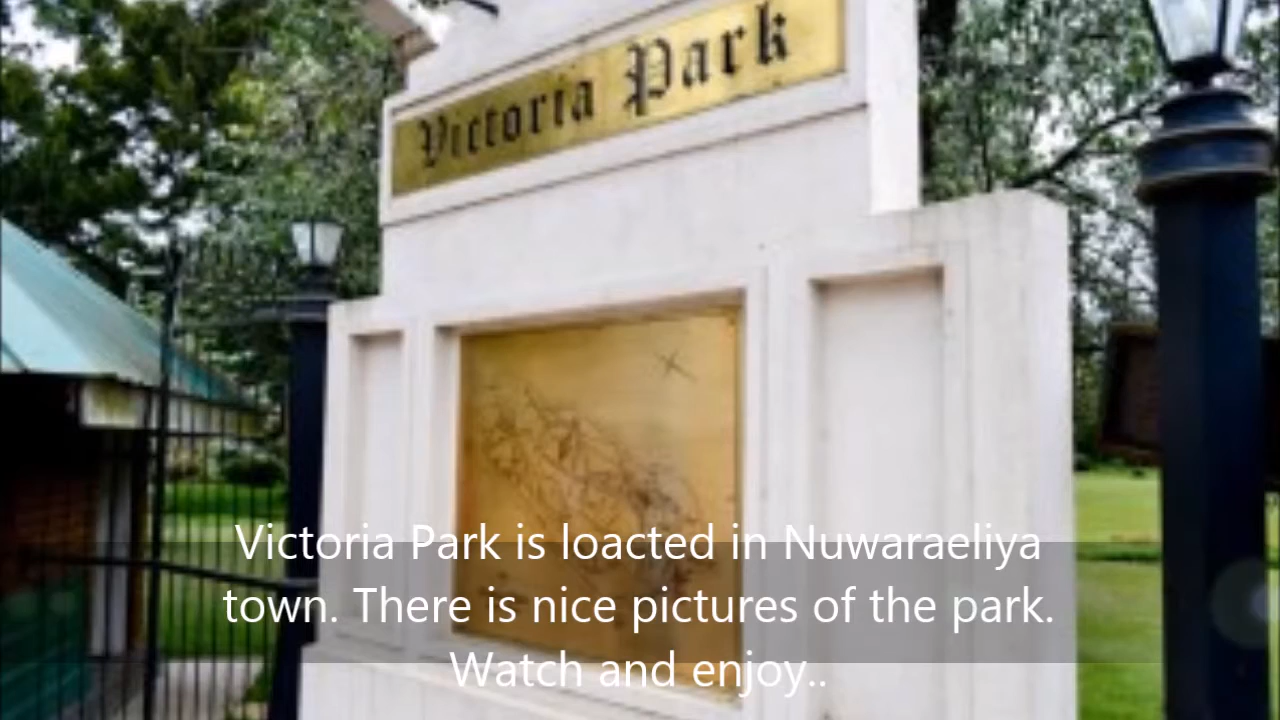 Victoria Park
Victoria Park is loacted in Nuwaraeliya
town. There is nice pictures of the park.
Watch and enjoy..